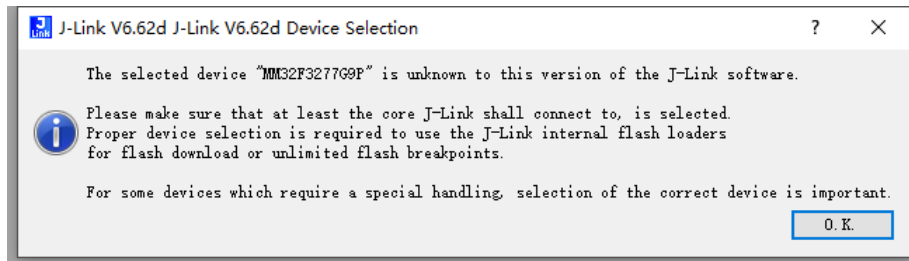 J-Link V6.62d J-Link V6.62d Device Selection
The selected device "MM32F3277G9P" is unknown to this version of the J-Link software.
Please make sure that at least the core J-Link shall connect to, is selected.
Proper device selection is required to use the J-Link internal flash loaders
for flash download or unlimited flash breakpoints.
For some devices which require a special handling, selection of the correct device is important.
O.K.